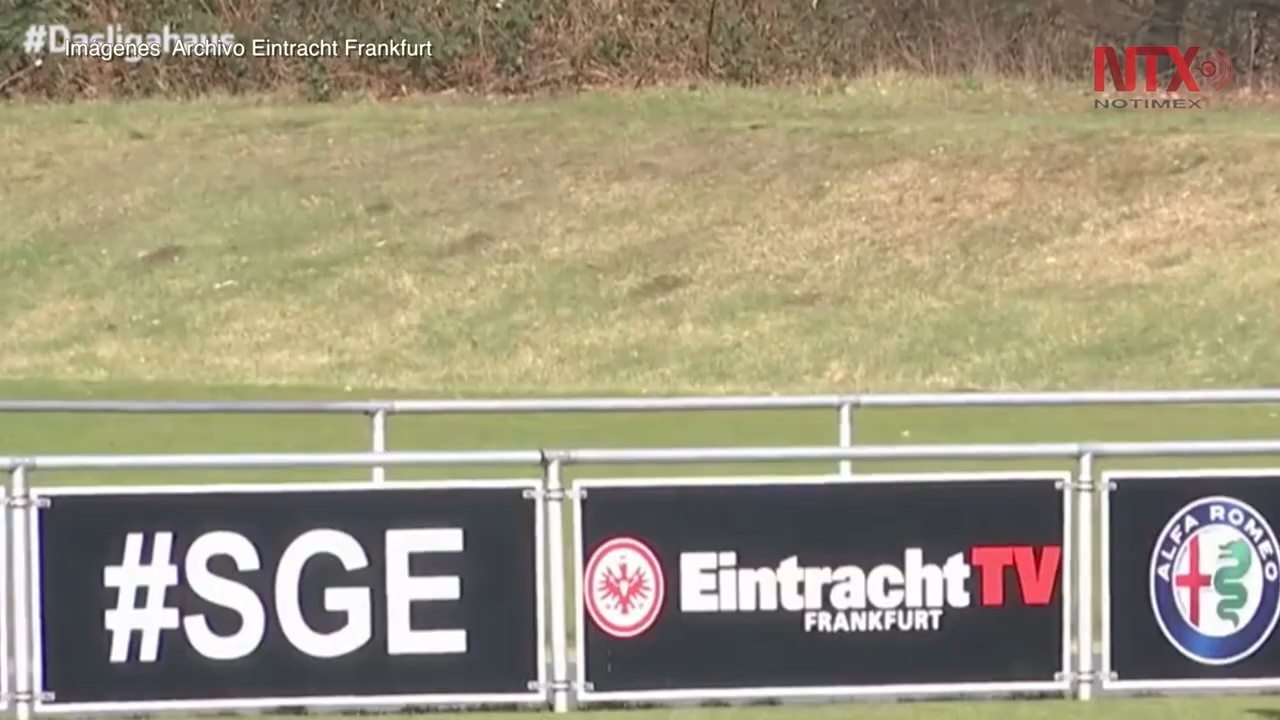 #Dasligahaus
Imágenes Archivo Eintracht Frankfurt
NTX
NOTIMEX
#SGE
EintrachtTV
FRANKFURT
ALFA ROMEO